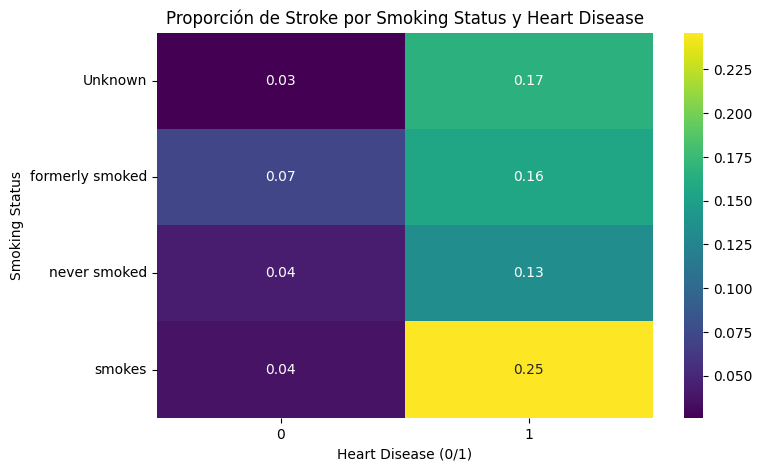 Proporción de Stroke por Smoking Status y Heart Disease
Smoking Status
Unknown
0.03
0.17
formerly smoked
0.07
0.16
never smoked
0.04
0.13
smokes
0.04
0.25
0
1
Heart Disease (0/1)
0.225
0.200
0.175
0.150
0.125
0.100
0.075
0.050